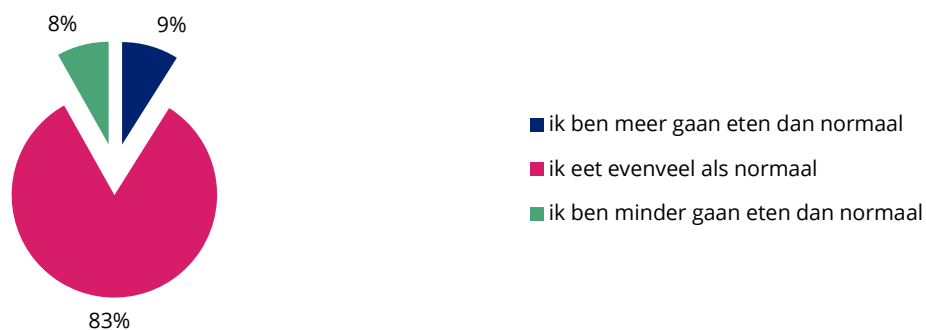 8%
9%
ik ben meer gaan eten dan normaal
ik eet evenveel als normaal
ik ben minder gaan eten dan normaal
83%